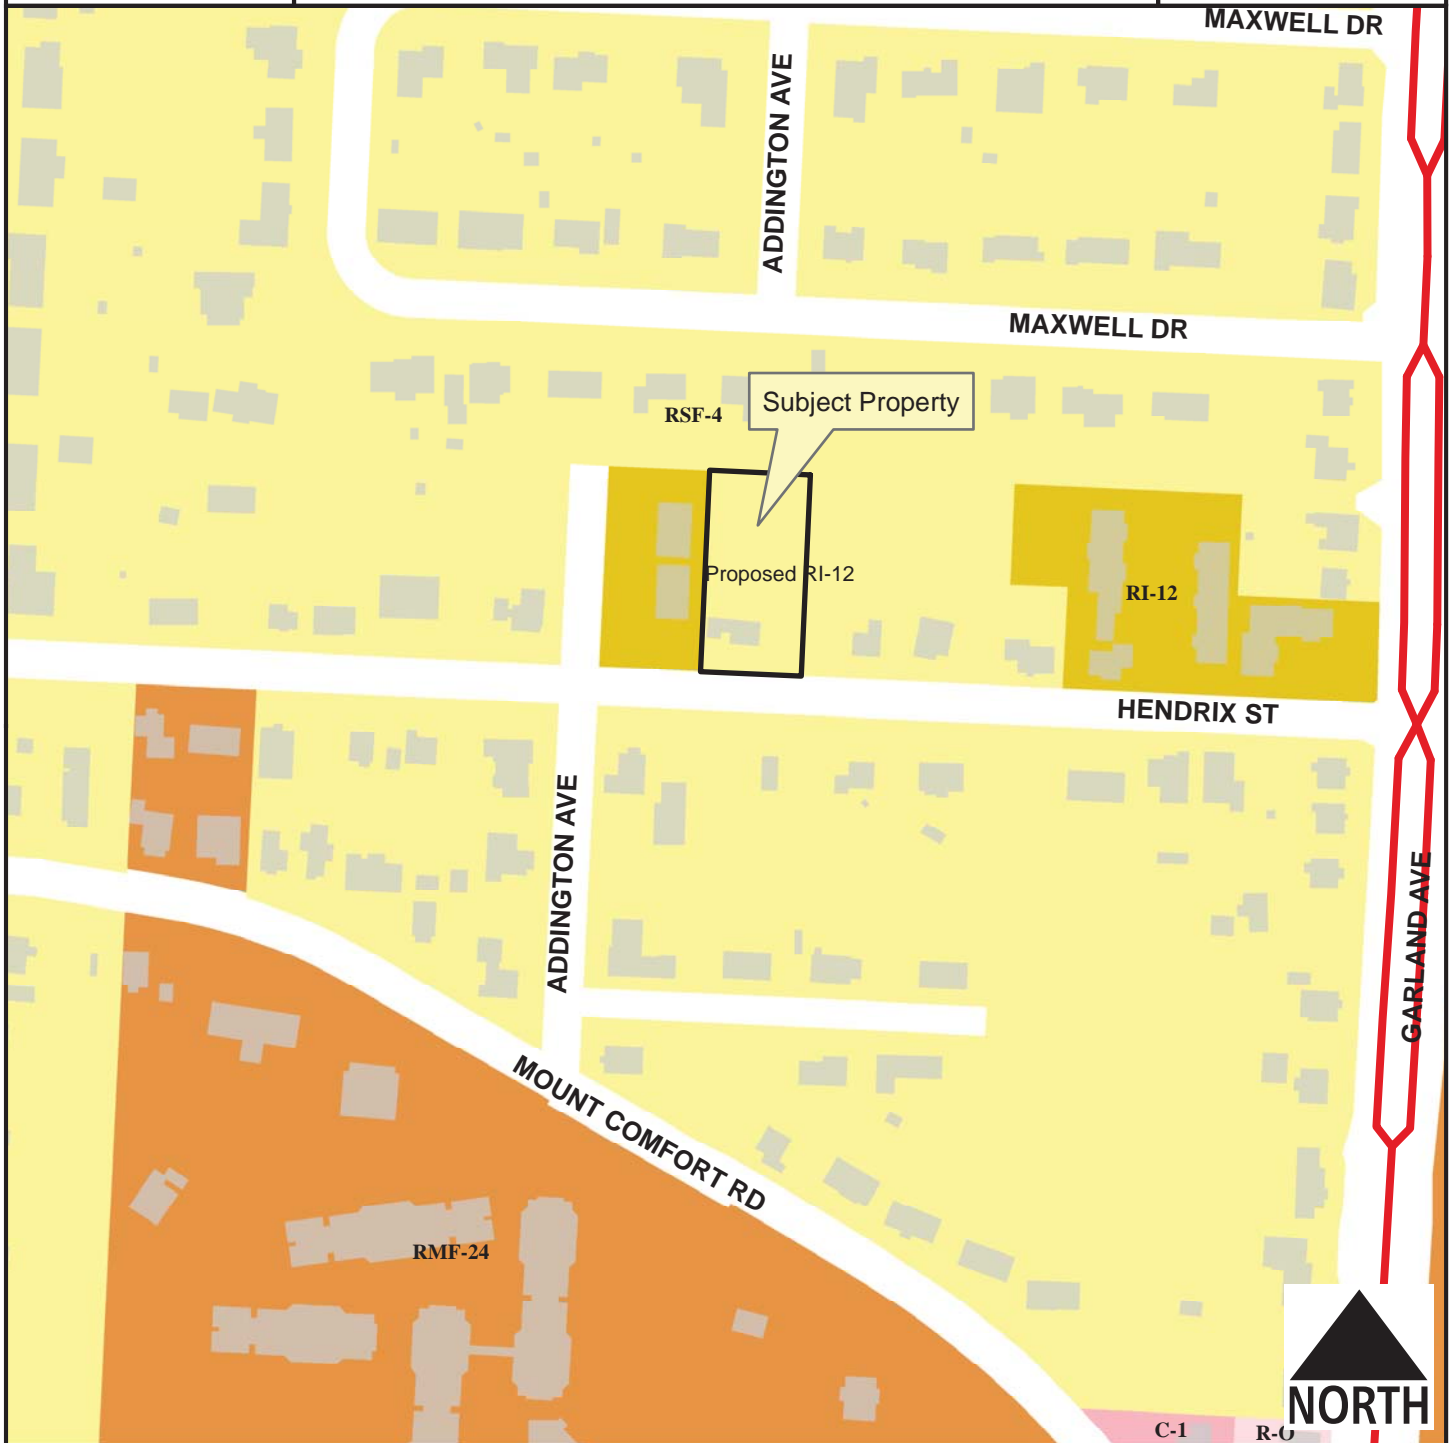 MAXWELL DR
ADDINGTON AVE
MAXWELL DR
Subject Property
RSF-4
Proposed RI-12
RI-12
HENDRIX ST
ADDINGTON AVE
GARLAND AVE
MOUNT COMFORT RD
RMF-24
NORTH
C-1
R-O